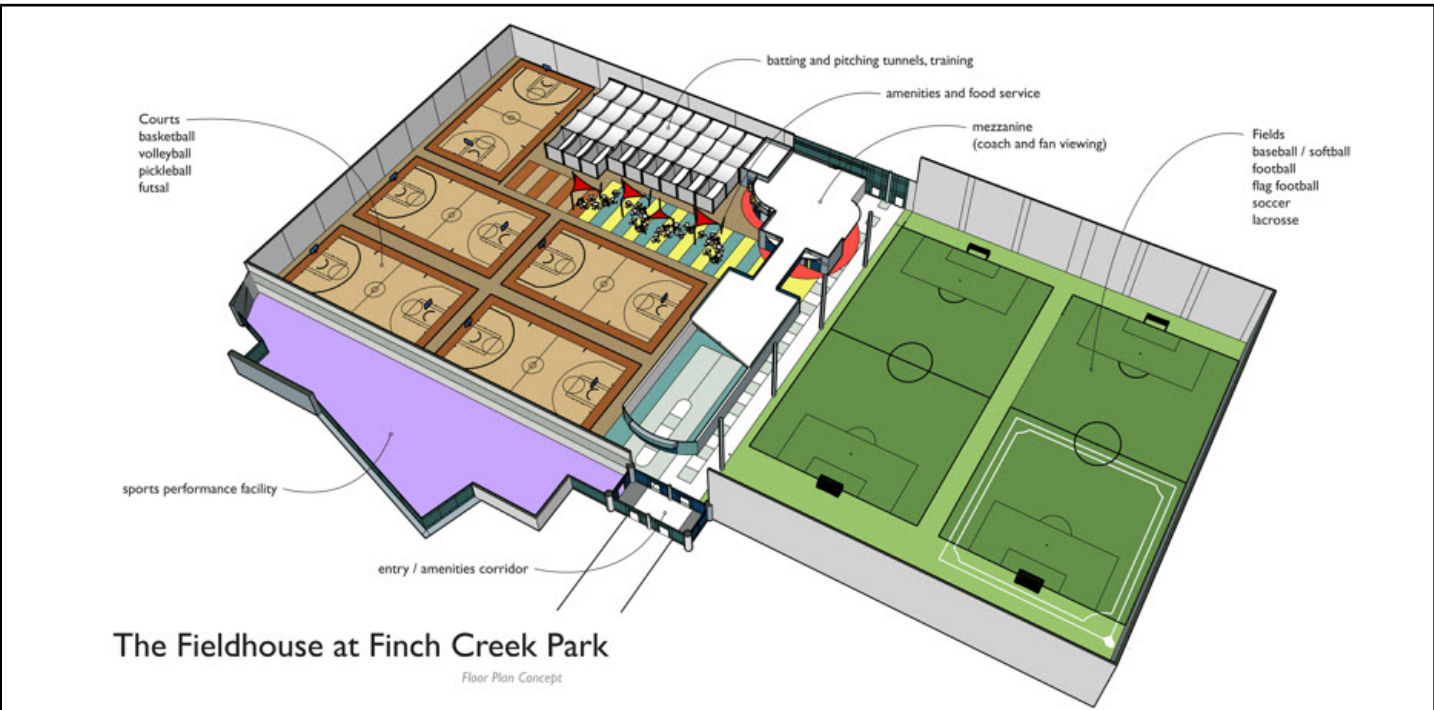 batting and pitching tunnels, training
amenities and food service
mezzanine
(coach and fan viewing)
Courts
basketball
volleyball
pickleball
futsal
Fields
baseball / softball
football
flag football
soccer
lacrosse
sports performance facility
entry / amenities corridor
The Fieldhouse at Finch Creek Park
Floor Plan Concept